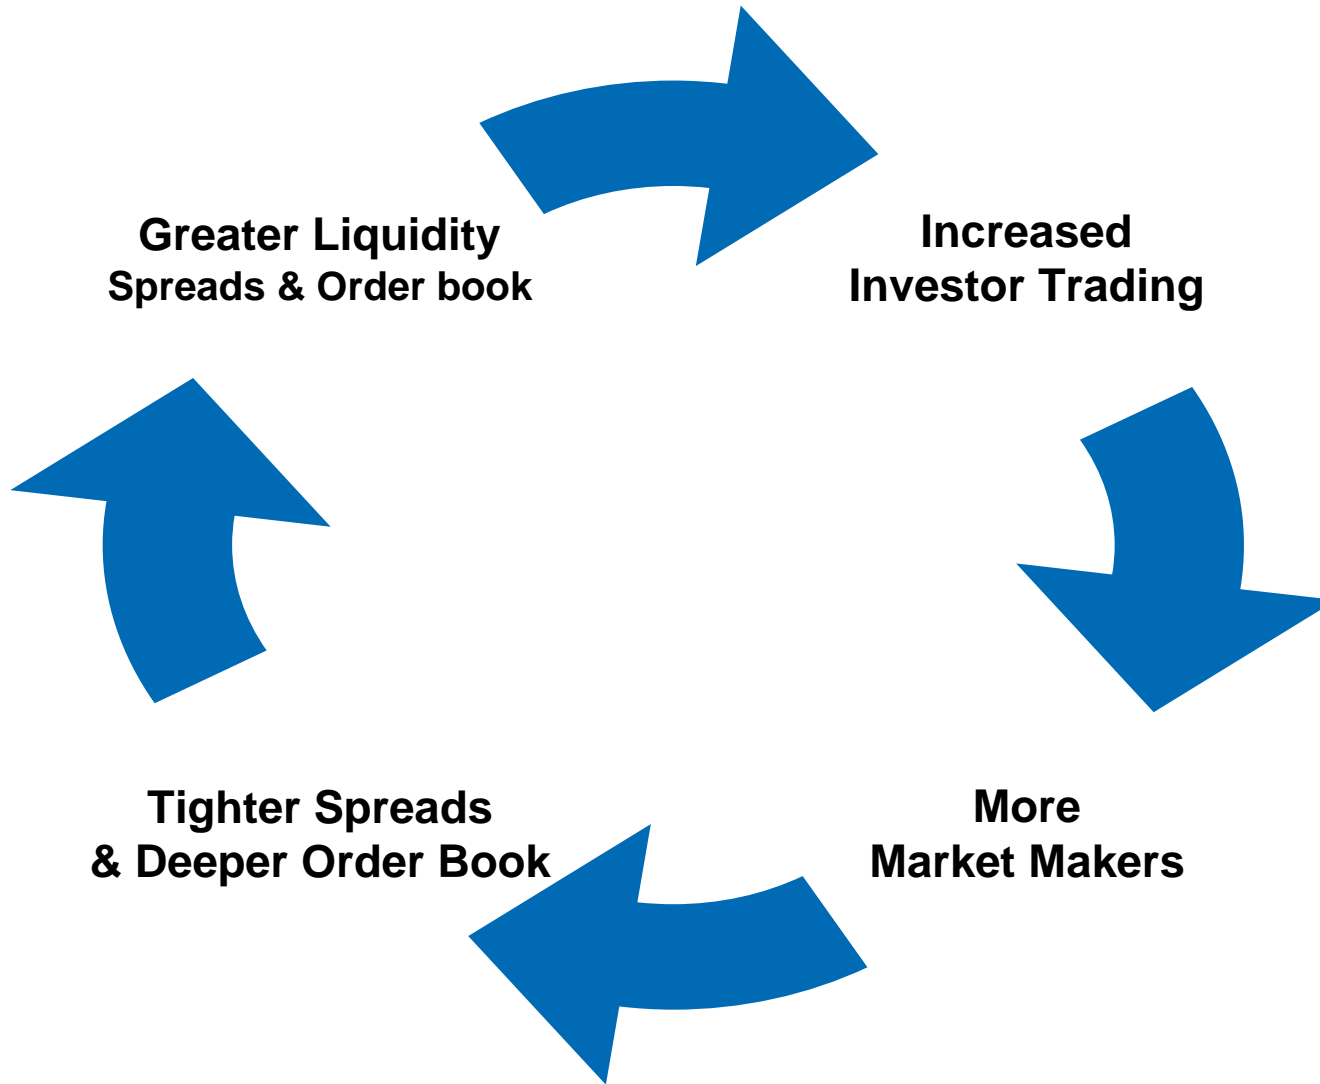 Greater Liquidity
Spreads & Order book
Increased
Investor Trading
Tighter Spreads
& Deeper Order Book
More
Market Makers